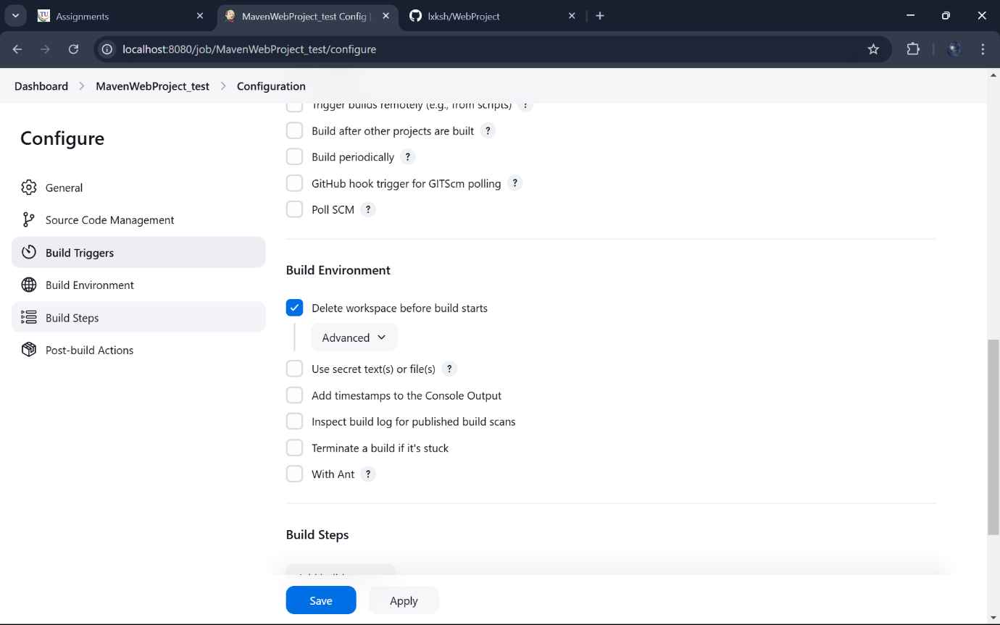 Assignments
MavenWebProject_test Config
lxksh/WebProject
localhost:8080/job/MavenWebProject_test/configure
Dashboard > MavenWebProject_test > Configuration
Configure
General
Source Code Management
Build Triggers
Build Environment
Build Steps
Post-build Actions
Trigger builds remotely (e.g., from scripts) ?
Build after other projects are built ?
Build periodically ?
GitHub hook trigger for GITScm polling ?
Poll SCM ?
Build Environment
Delete workspace before build starts
Advanced
Use secret text(s) or file(s) ?
Add timestamps to the Console Output
Inspect build log for published build scans
Terminate a build if it's stuck
With Ant ?
Build Steps
Save
Apply